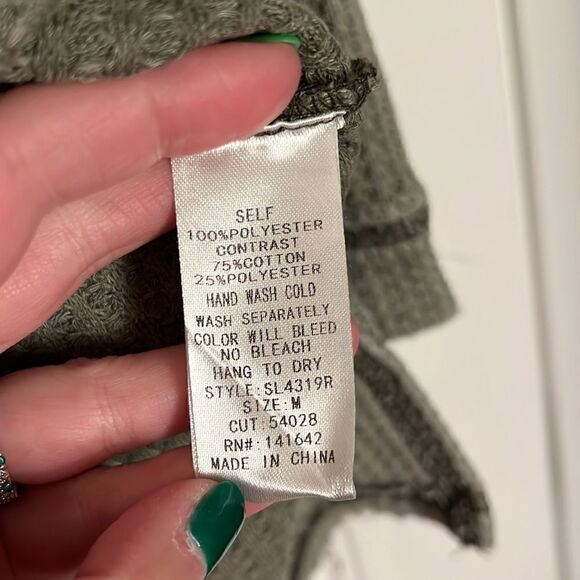 SELF
100%POLYESTER
CONTRAST
75%COTTON
25%POLYESTER
HAND WASH COLD
WASH SEPARATELY
COLOR WILL BLEED
NO BLEACH
HANG TO DRY
STYLE:SL4319R
SIZE:M
CUT:54028
RN#:141642
MADE IN CHINA